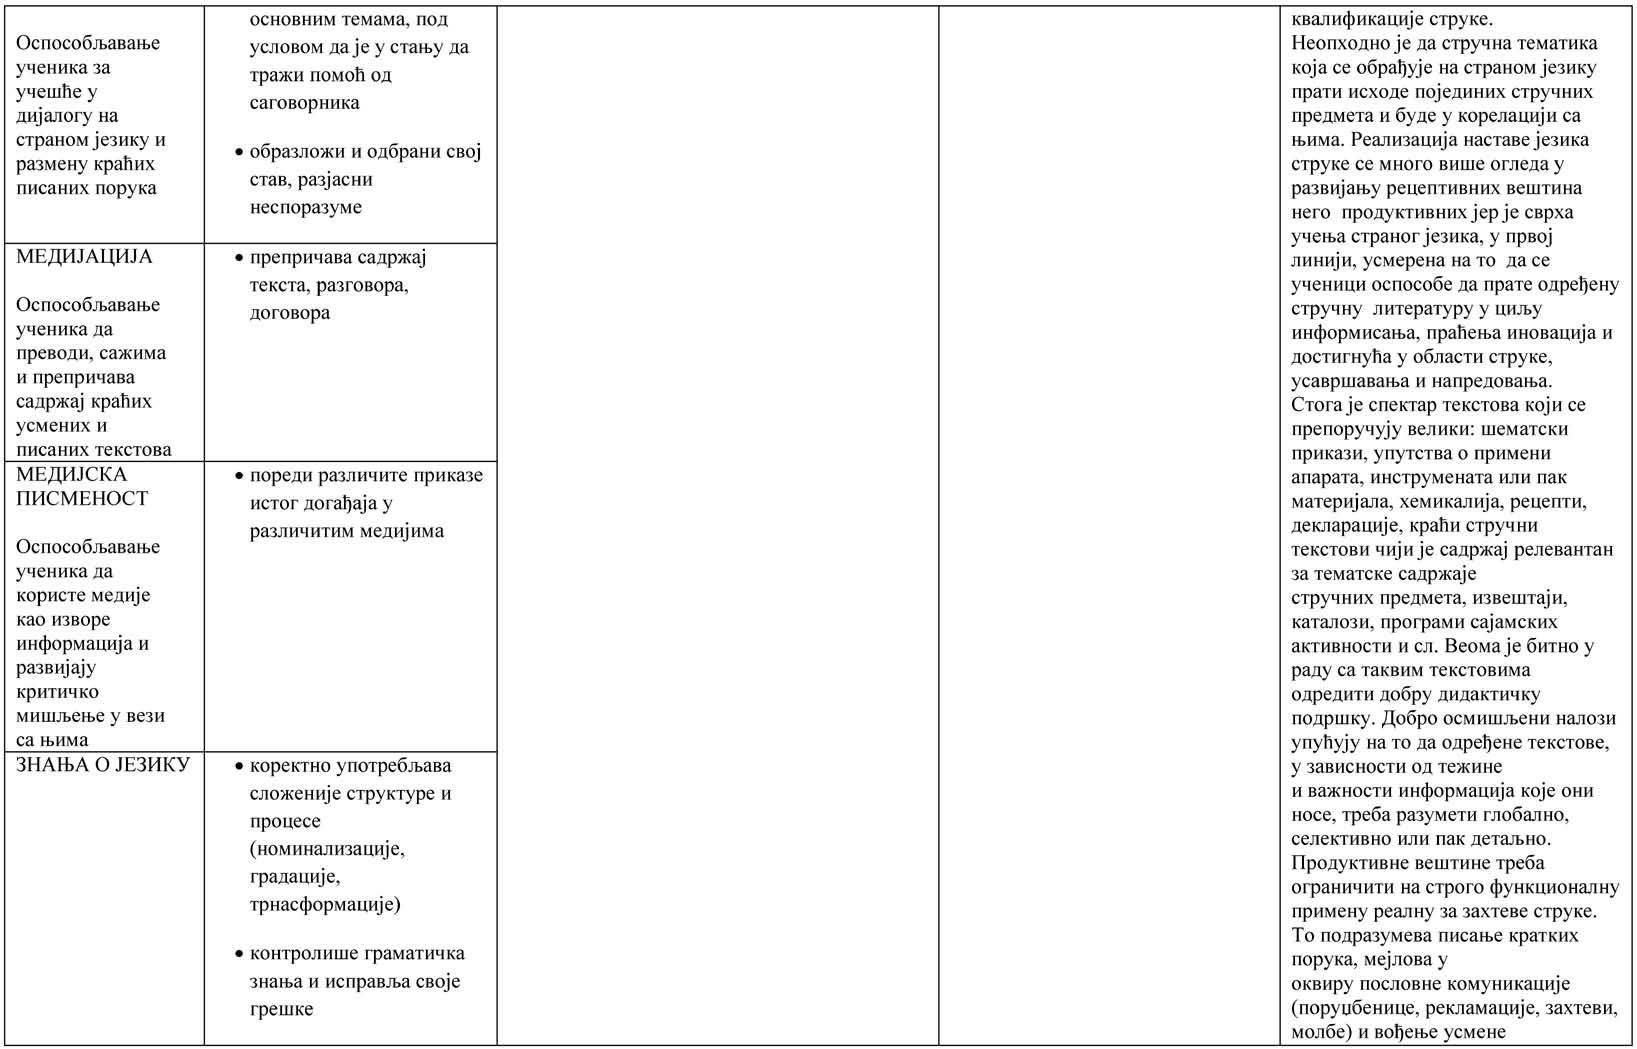 Оспособљавање
ученика за
учешће у
дијалогу на
страном језику и
размену краћих
писаних порука
основним темама, под
условом да је у стању да
тражи помоћ од
саговорника
• образложи и одбрани свој
став, разјасни
неспоразуме
МЕДИЈАЦИЈА
Оспособљавање
ученика да
преводи, сажима
и препричава
садржај краћих
усмених и
писаних текстова
• препричава садржај
текста, разговора,
договора
МЕДИЈСКА
ПИСМЕНОСТ
Оспособљавање
ученика да
користе медије
као изворе
информација и
развијају
критичко
мишљење у вези
са њима
• пореди различите приказе
истог догађаја у
различитим медијима
ЗНАЊА О ЈЕЗИКУ
• коректно употребљава
сложеније структуре и
процесе
(номинализације,
градације,
трнасформације)
• контролише граматичка
знања и исправља своје
грешке
квалификације струке.
Неопходно је да стручна тематика
која се обрађује на страном језику
прати исходе појединих стручних
предмета и буде у корелацији са
њима. Реализација наставе језика
струке се много више огледа у
развијању рецептивних вештина
него  продуктивних јер је сврха
учења страног језика, у првој
линији, усмерена на то  да се
ученици оспособе да прате одређену
стручну  литературу у циљу
информисања, праћења иновација и
достигнућа у области струке,
усавршавања и напредовања.
Стога је спектар текстова који се
препоручују велики: шематски
прикази, упутства о примени
апарата, инструмената или пак
материјала, хемикалија, рецепти,
декларације, краћи стручни
текстови чији је садржај релевантан
за тематске садржаје
стручних предмета, извештаји,
каталози, програми сајамских
активности и сл. Веома је битно у
раду са таквим текстовима
одредити добру дидактичку
подршку. Добро осмишљени налози
упућују на то да одређене текстове,
у зависности од тежине
и важности информација које они
носе, треба разумети глобално,
селективно или пак детаљно.
Продуктивне вештине треба
ограничити на строго функционалну
примену реалну за захтеве струке.
То подразумева писање кратких
порука, мејлова у
оквиру пословне комуникације
(поруџбенице, рекламације, захтеви,
молбе) и вођење усмене